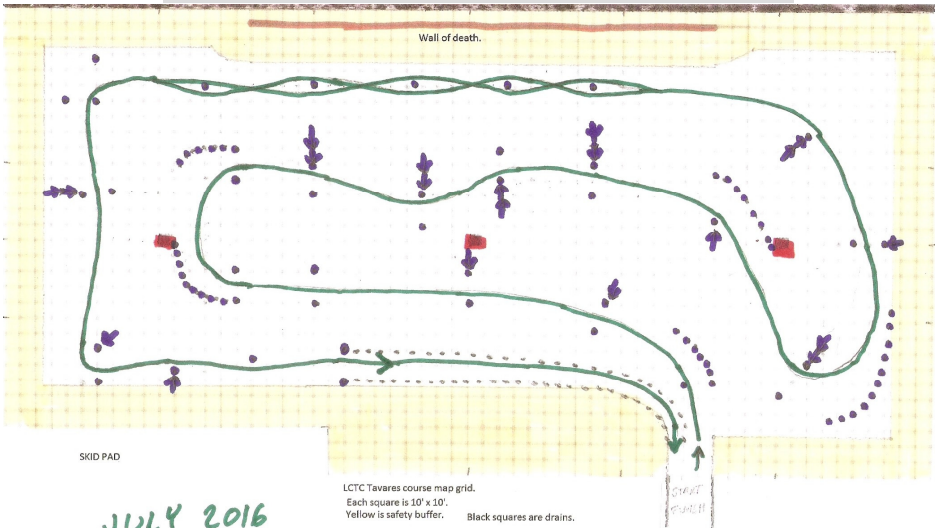 Wall of death.
SKID PAD
LCTC Tavares course map grid.
Each square is 10' x 10'.
Yellow is safety buffer. Black squares are drains.
START
FINISH
JULY 2016